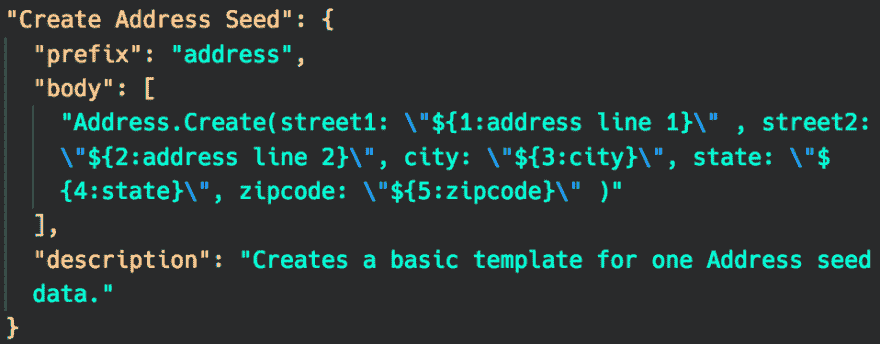 "Create Address Seed": {
"prefix": "address",
"body": [
"Address.Create(street1: \"${1:address line 1}\" , street2:
\"${2:address line 2}\", city: \"${3:city}\", state: \"$
{4:state}\", zipcode: \"${5:zipcode}\" )"
],
"description": "Creates a basic template for one Address seed
data."
}